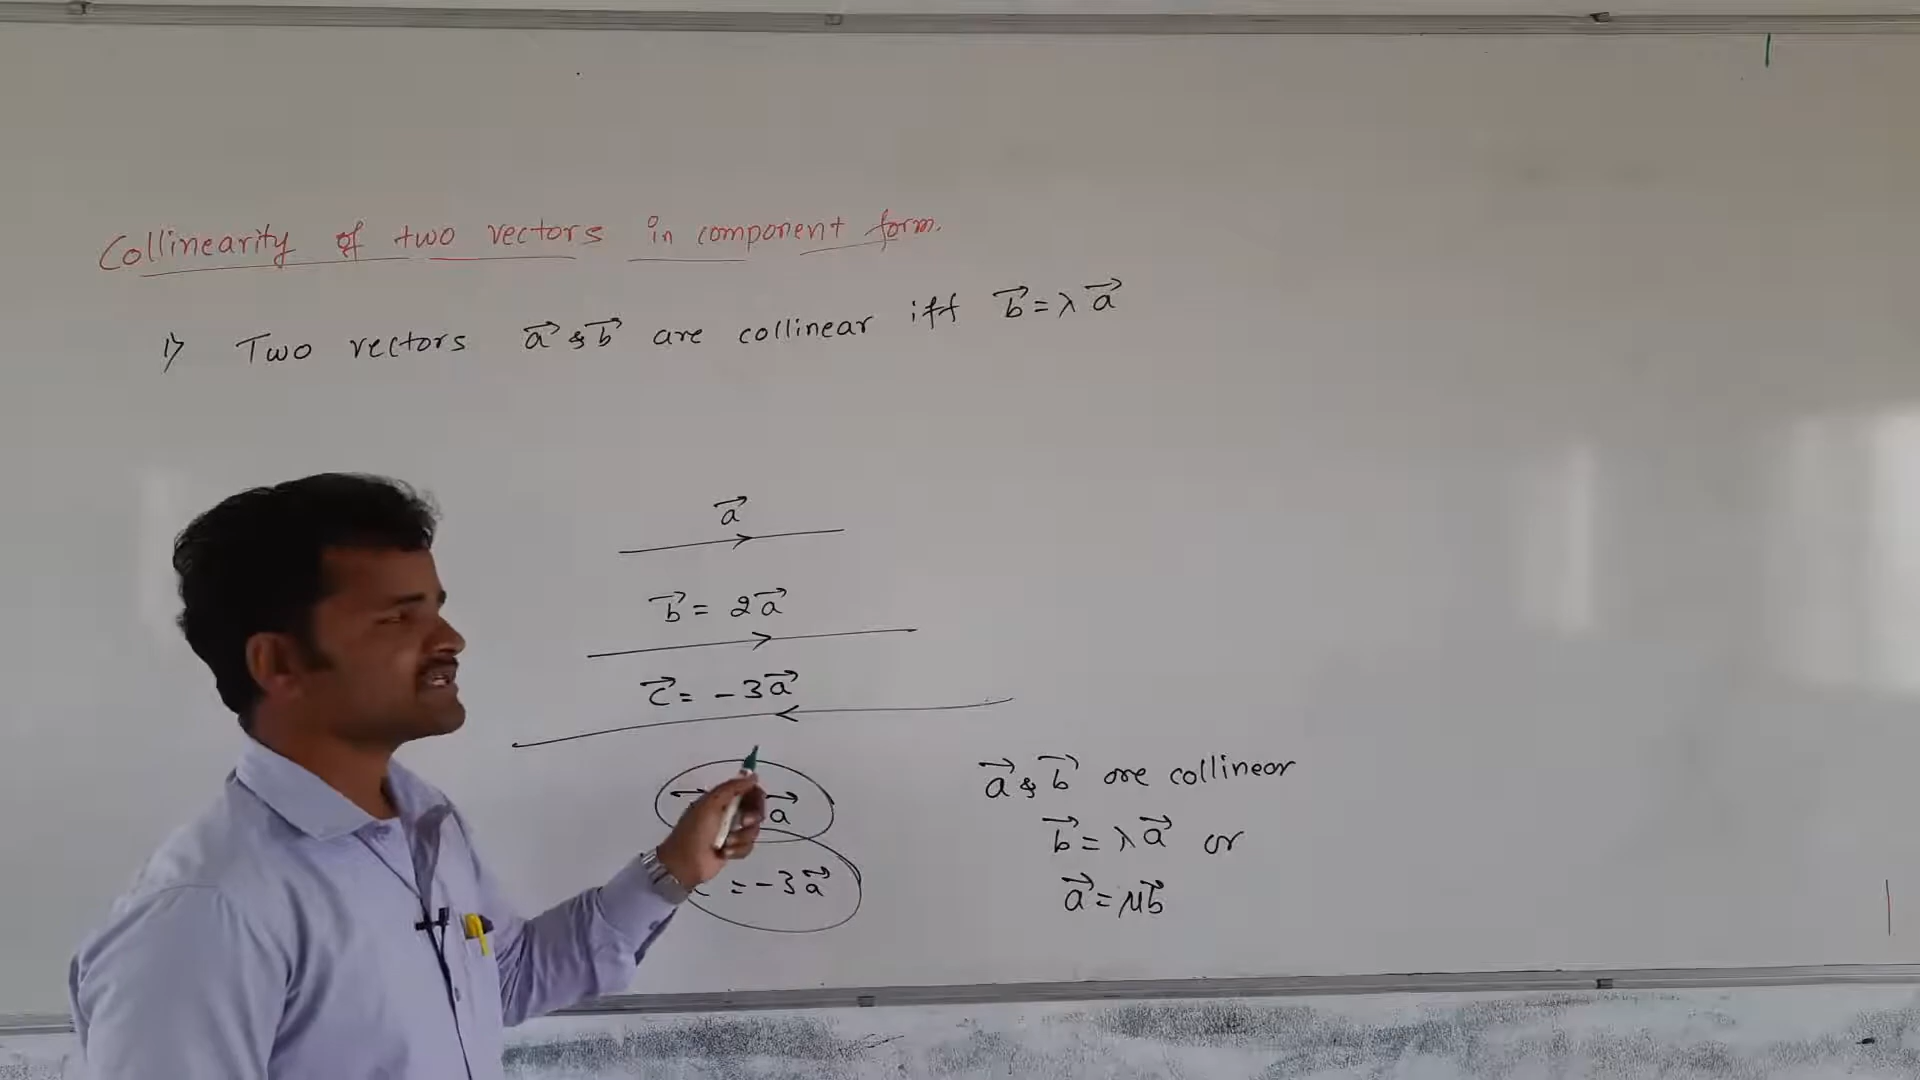 Collinearity of two vectors in component form.
1) Two vectors a⃗ & b⃗ are collinear iff b⃗ = λ a⃗
a⃗
b⃗ = 2a⃗
c⃗ = -3a⃗
a⃗
= -3a⃗
a⃗ & b⃗ are collinear
b⃗ = λa⃗ or
a⃗ = μb⃗